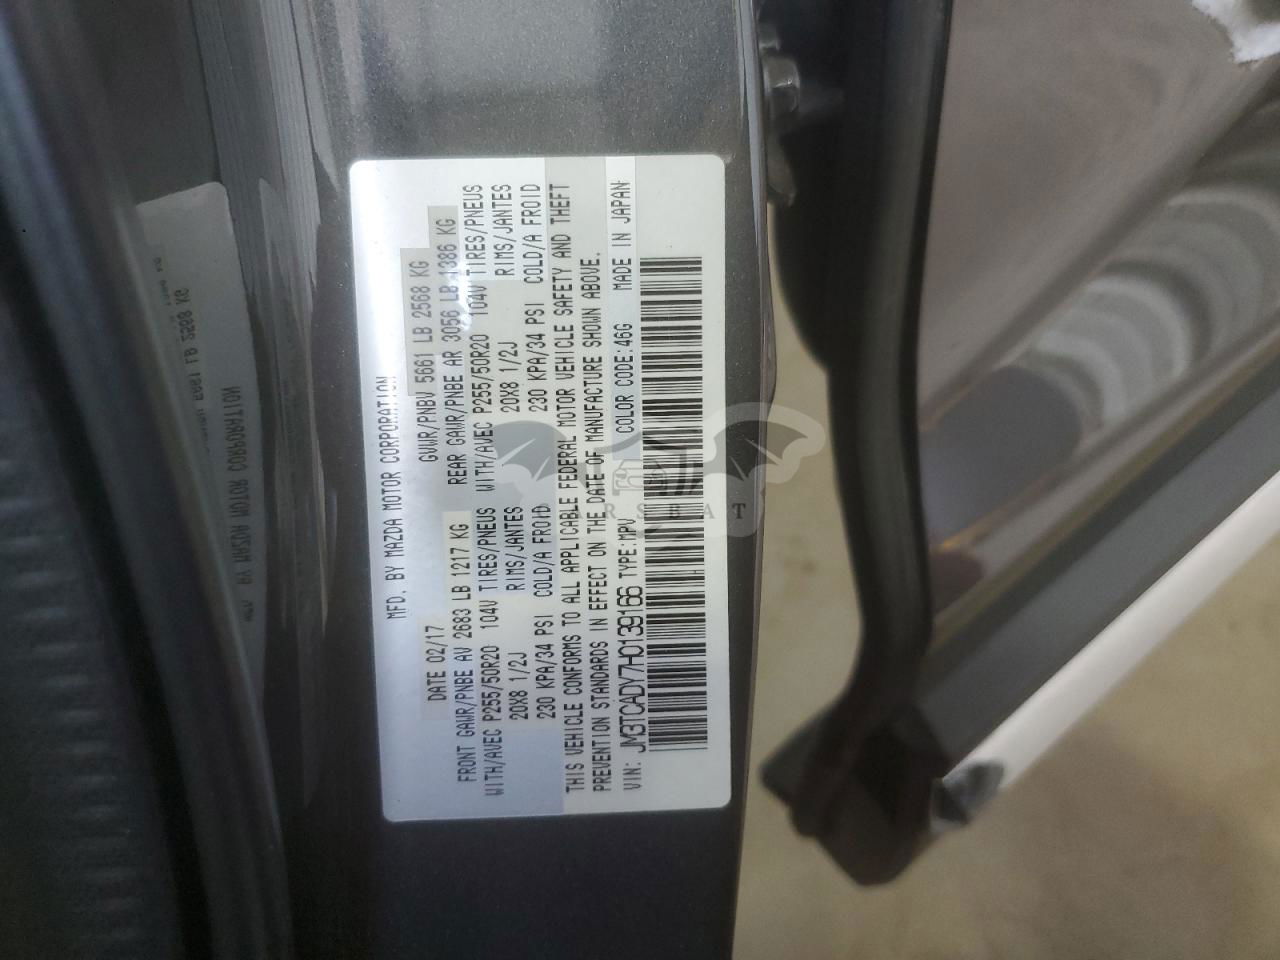 MFD. BY MAZDA MOTOR CORPORATION
DATE 02/17 GVWR/PNBV 5661 LB 2568 KG
FRONT GAWR/PNBE AV 2683 LB 1217 KG REAR GAWR/PNBE AR 3056 LB 1386 KG
WITH/AVEC P255/50R20 104V TIRES/PNEUS WITH/AVEC P255/50R20 104V TIRES/PNEUS
20X8 1/2J RIMS/JANTES 20X8 1/2J RIMS/JANTES
230 KPA/34 PSI COLD/A FROID 230 KPA/34 PSI COLD/A FROID
THIS VEHICLE CONFORMS TO ALL APPLICABLE FEDERAL MOTOR VEHICLE SAFETY AND THEFT
PREVENTION STANDARDS IN EFFECT ON THE DATE OF MANUFACTURE SHOWN ABOVE.
VIN: JM3TCADY7H0139166 TYPE:MPV COLOR CODE:46G MADE IN JAPAN
ARSBAT